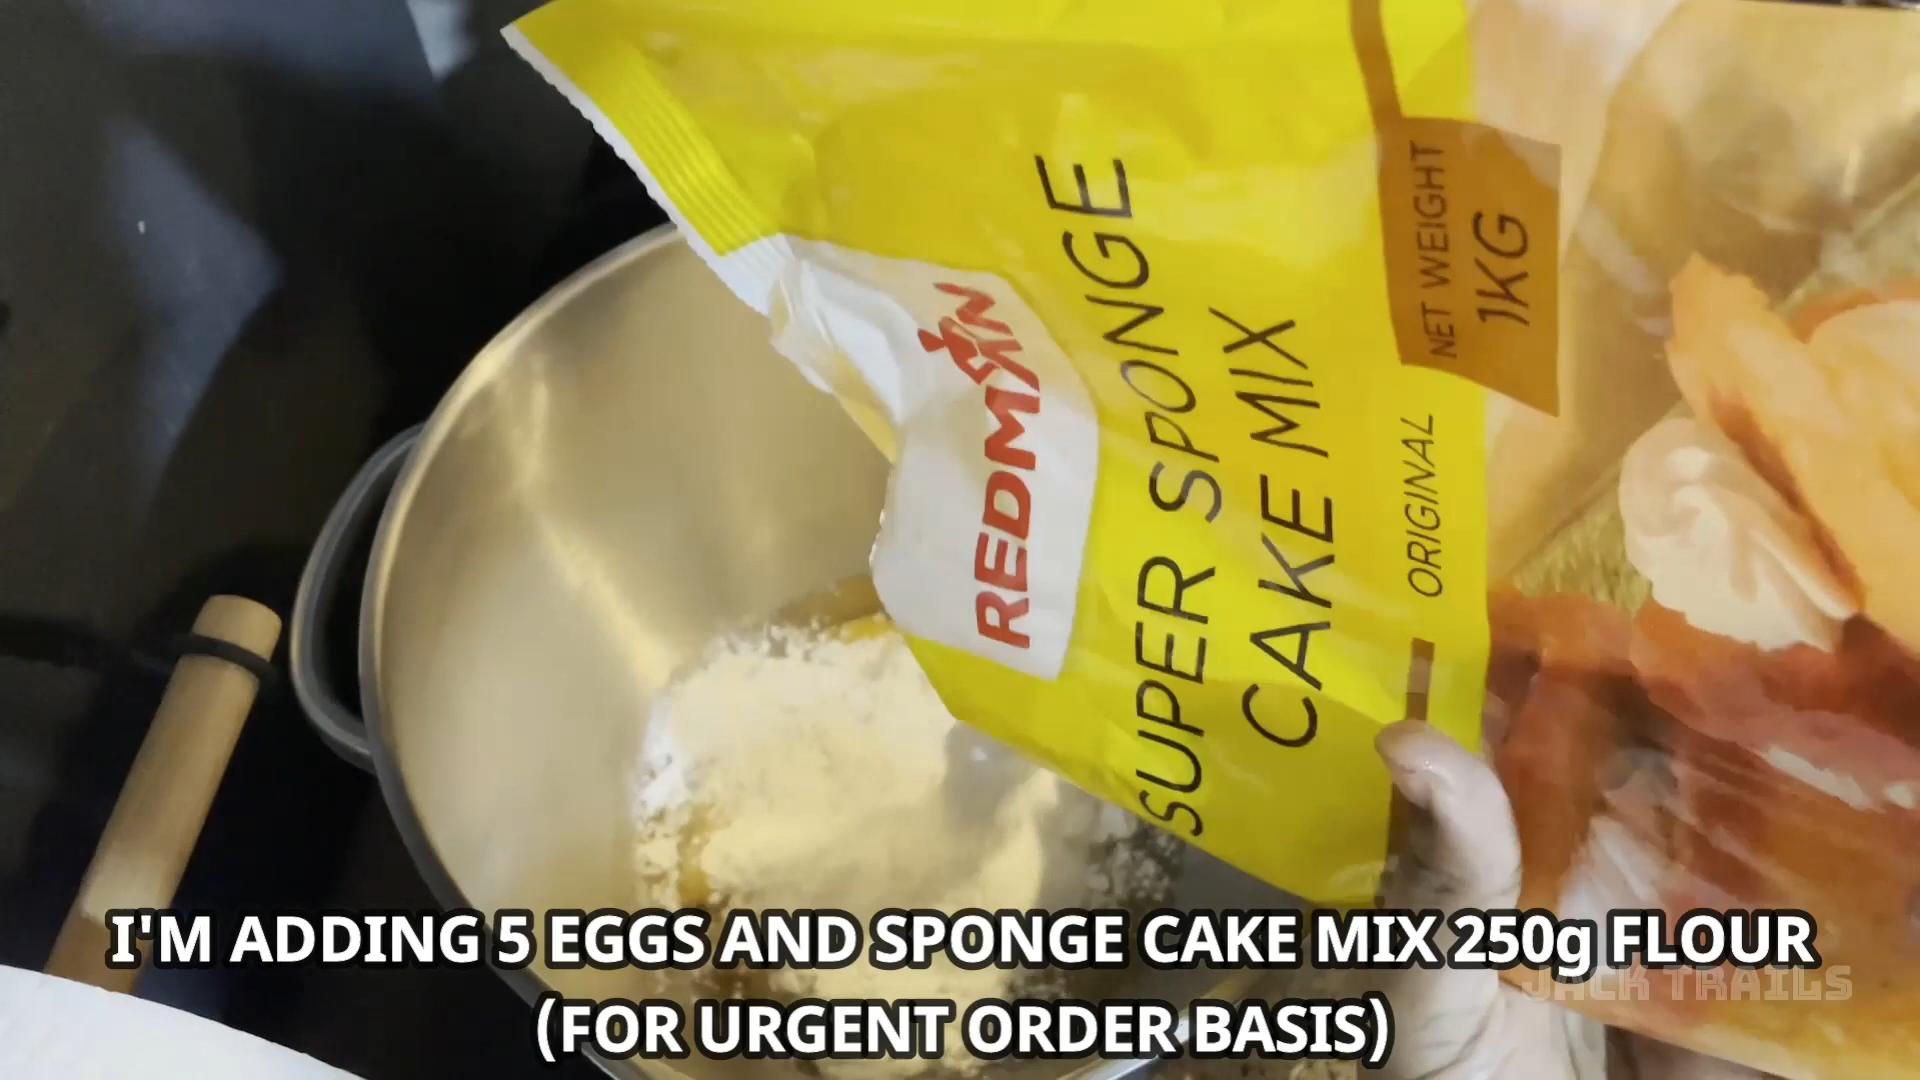 REDMAN
SUPER SPONGE
CAKE MIX
ORIGINAL
NET WEIGHT
1KG
I'M ADDING 5 EGGS AND SPONGE CAKE MIX 250g FLOUR
(FOR URGENT ORDER BASIS)
JACK TRAILS